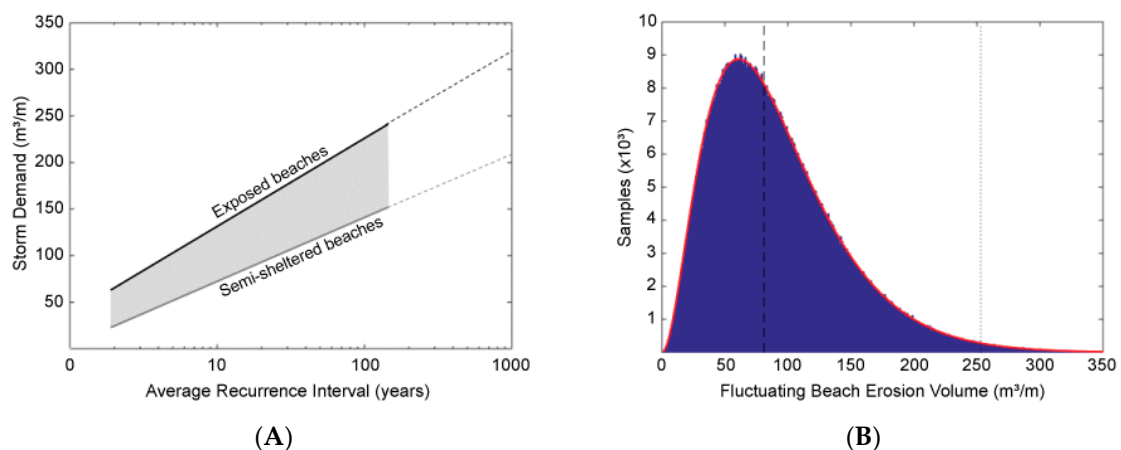 350
300
250
200
150
100
50
Storm Demand (m³/m)
Exposed beaches
Semi-sheltered beaches
0
10
100
1000
Average Recurrence Interval (years)
(A)
10
9
8
7
6
5
4
3
2
1
Samples (x10³)
0 50 100 150 200 250 300 350
Fluctuating Beach Erosion Volume (m³/m)
(B)